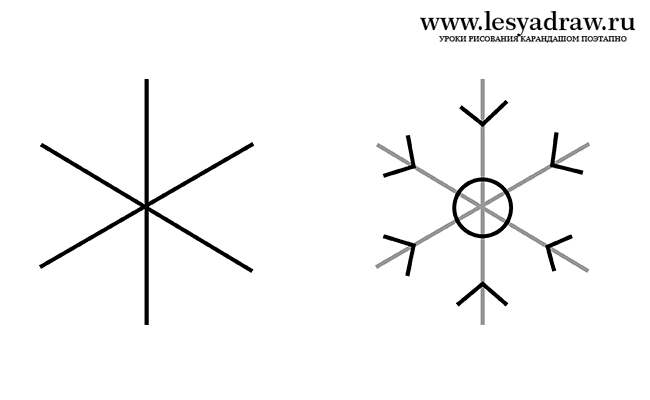 www.lesyadraw.ru
УРОКИ РИСОВАНИЯ КАРАНДАШОМ ПОЭТАПНО